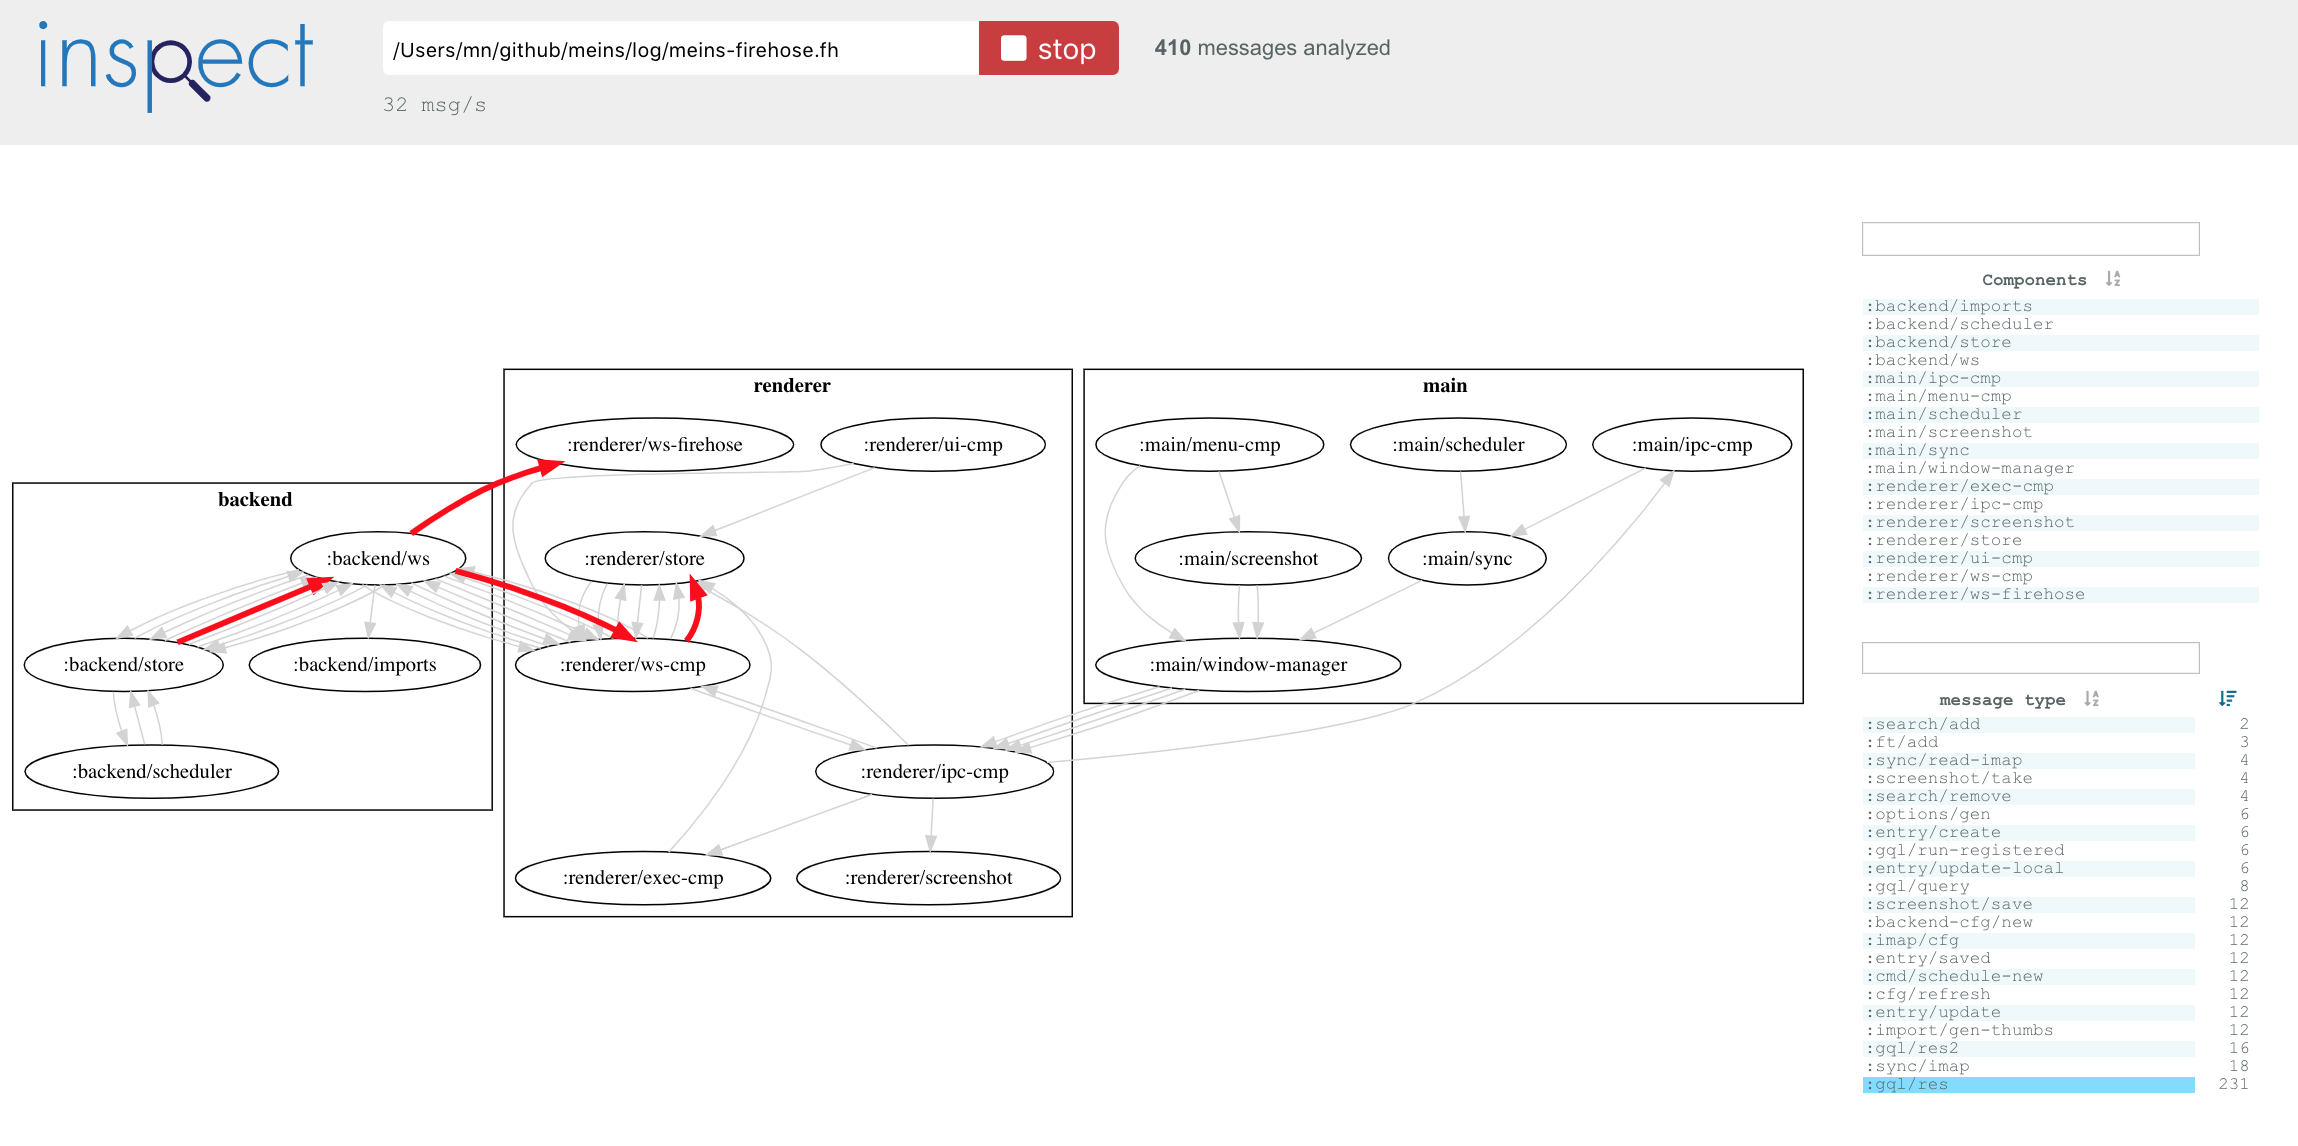 inspect
/Users/mn/github/meins/log/meins-firehose.fh
stop
410 messages analyzed
32 msg/s
backend
:backend/ws
:backend/store
:backend/imports
:backend/scheduler
renderer
:renderer/ws-firehose
:renderer/ui-cmp
:renderer/store
:renderer/ws-cmp
:renderer/ipc-cmp
:renderer/exec-cmp
:renderer/screenshot
main
:main/menu-cmp
:main/scheduler
:main/ipc-cmp
:main/screenshot
:main/sync
:main/window-manager
Components
:backend/imports
:backend/scheduler
:backend/store
:backend/ws
:main/ipc-cmp
:main/menu-cmp
:main/scheduler
:main/screenshot
:main/sync
:main/window-manager
:renderer/exec-cmp
:renderer/ipc-cmp
:renderer/screenshot
:renderer/store
:renderer/ui-cmp
:renderer/ws-cmp
:renderer/ws-firehose
message type
:search/add 2
:ft/add 3
:sync/read-imap 4
:screenshot/take 4
:search/remove 4
:options/gen 6
:entry/create 6
:gql/run-registered 6
:entry/update-local 6
:gql/query 8
:screenshot/save 12
:backend-cfg/new 12
:imap/cfg 12
:entry/saved 12
:cmd/schedule-new 12
:cfg/refresh 12
:entry/update 12
:import/gen-thumbs 12
:gql/res2 16
:sync/imap 18
:gql/res 231